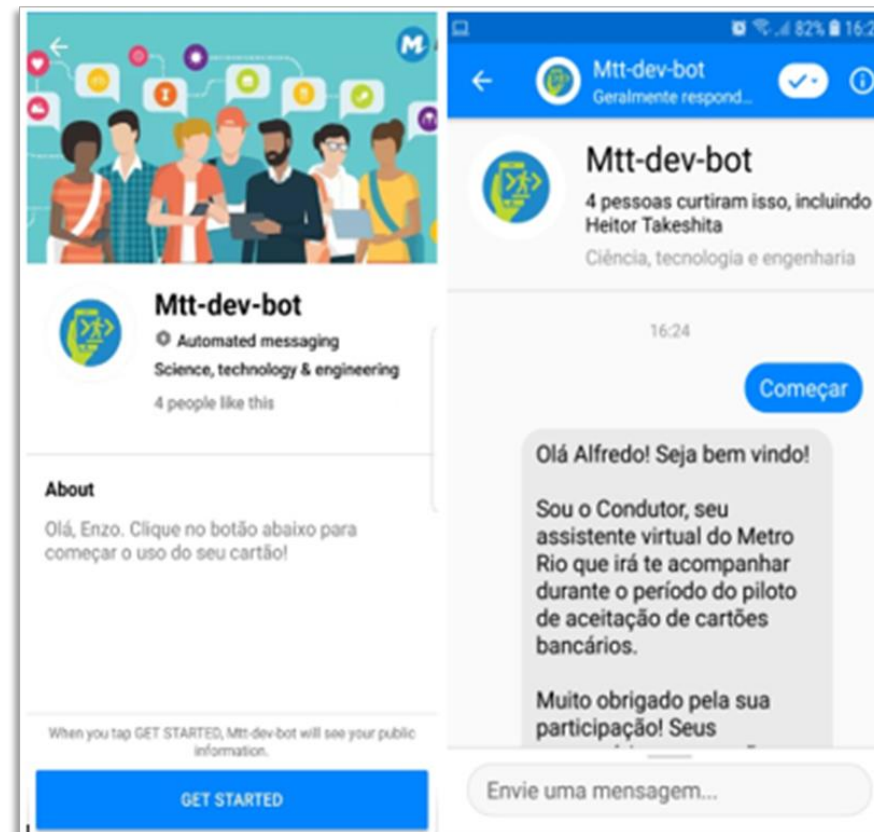 M
Mtt-dev-bot
Automated messaging
Science, technology & engineering
4 people like this
About
Olá, Enzo. Clique no botão abaixo para
começar o uso do seu cartão!
When you tap GET STARTED, Mtt-dev-bot will see your public
information.
GET STARTED
82% 16:2
Mtt-dev-bot
Geralmente respond...
Mtt-dev-bot
4 pessoas curtiram isso, incluindo
Heitor Takeshita
Ciência, tecnologia e engenharia
16:24
Começar
Olá Alfredo! Seja bem vindo!
Sou o Condutor, seu
assistente virtual do Metro
Rio que irá te acompanhar
durante o período do piloto
de aceitação de cartões
bancários.
Muito obrigado pela sua
participação! Seus
Envie uma mensagem...